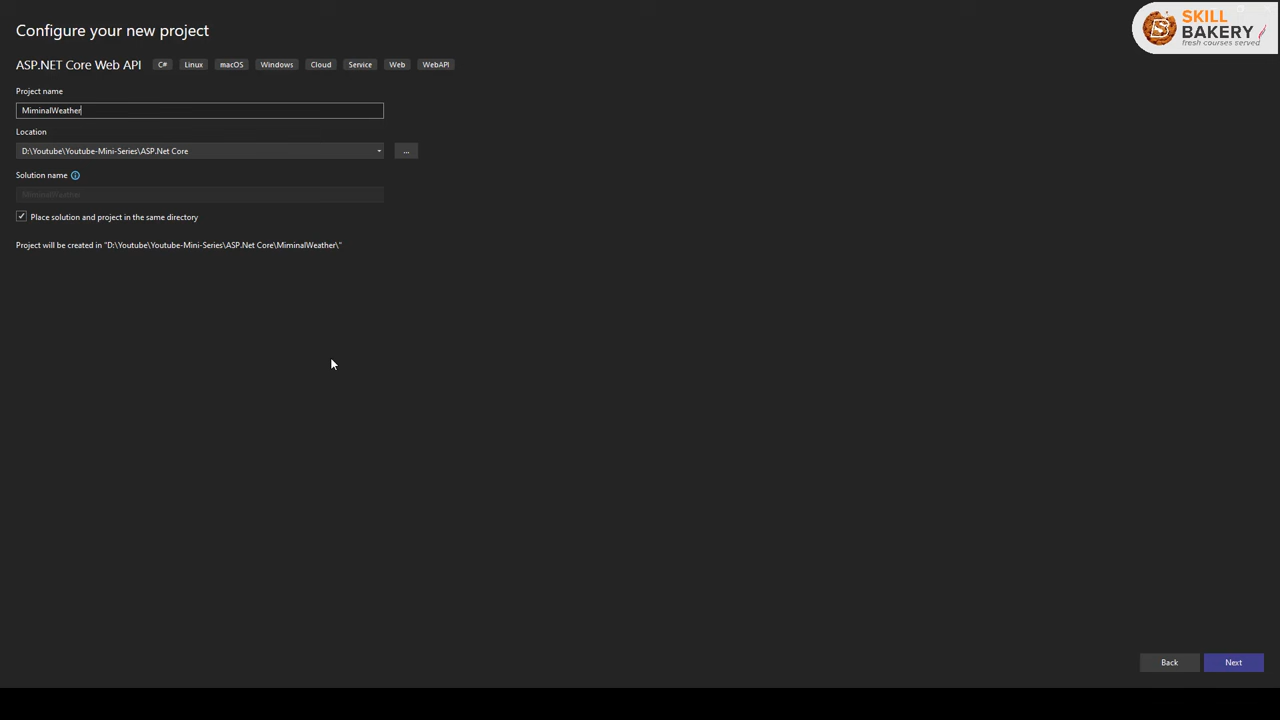 Configure your new project
SKILL
BAKERY
fresh courses served
ASP.NET Core Web API C# Linux macOS Windows Cloud Service Web WebAPI
Project name
MiminalWeather
Location
D:\Youtube\Youtube-Mini-Series\ASP.Net Core
...
Solution name
MiminalWeather
Place solution and project in the same directory
Project will be created in "D:\Youtube\Youtube-Mini-Series\ASP.Net Core\MiminalWeather\"
Back Next